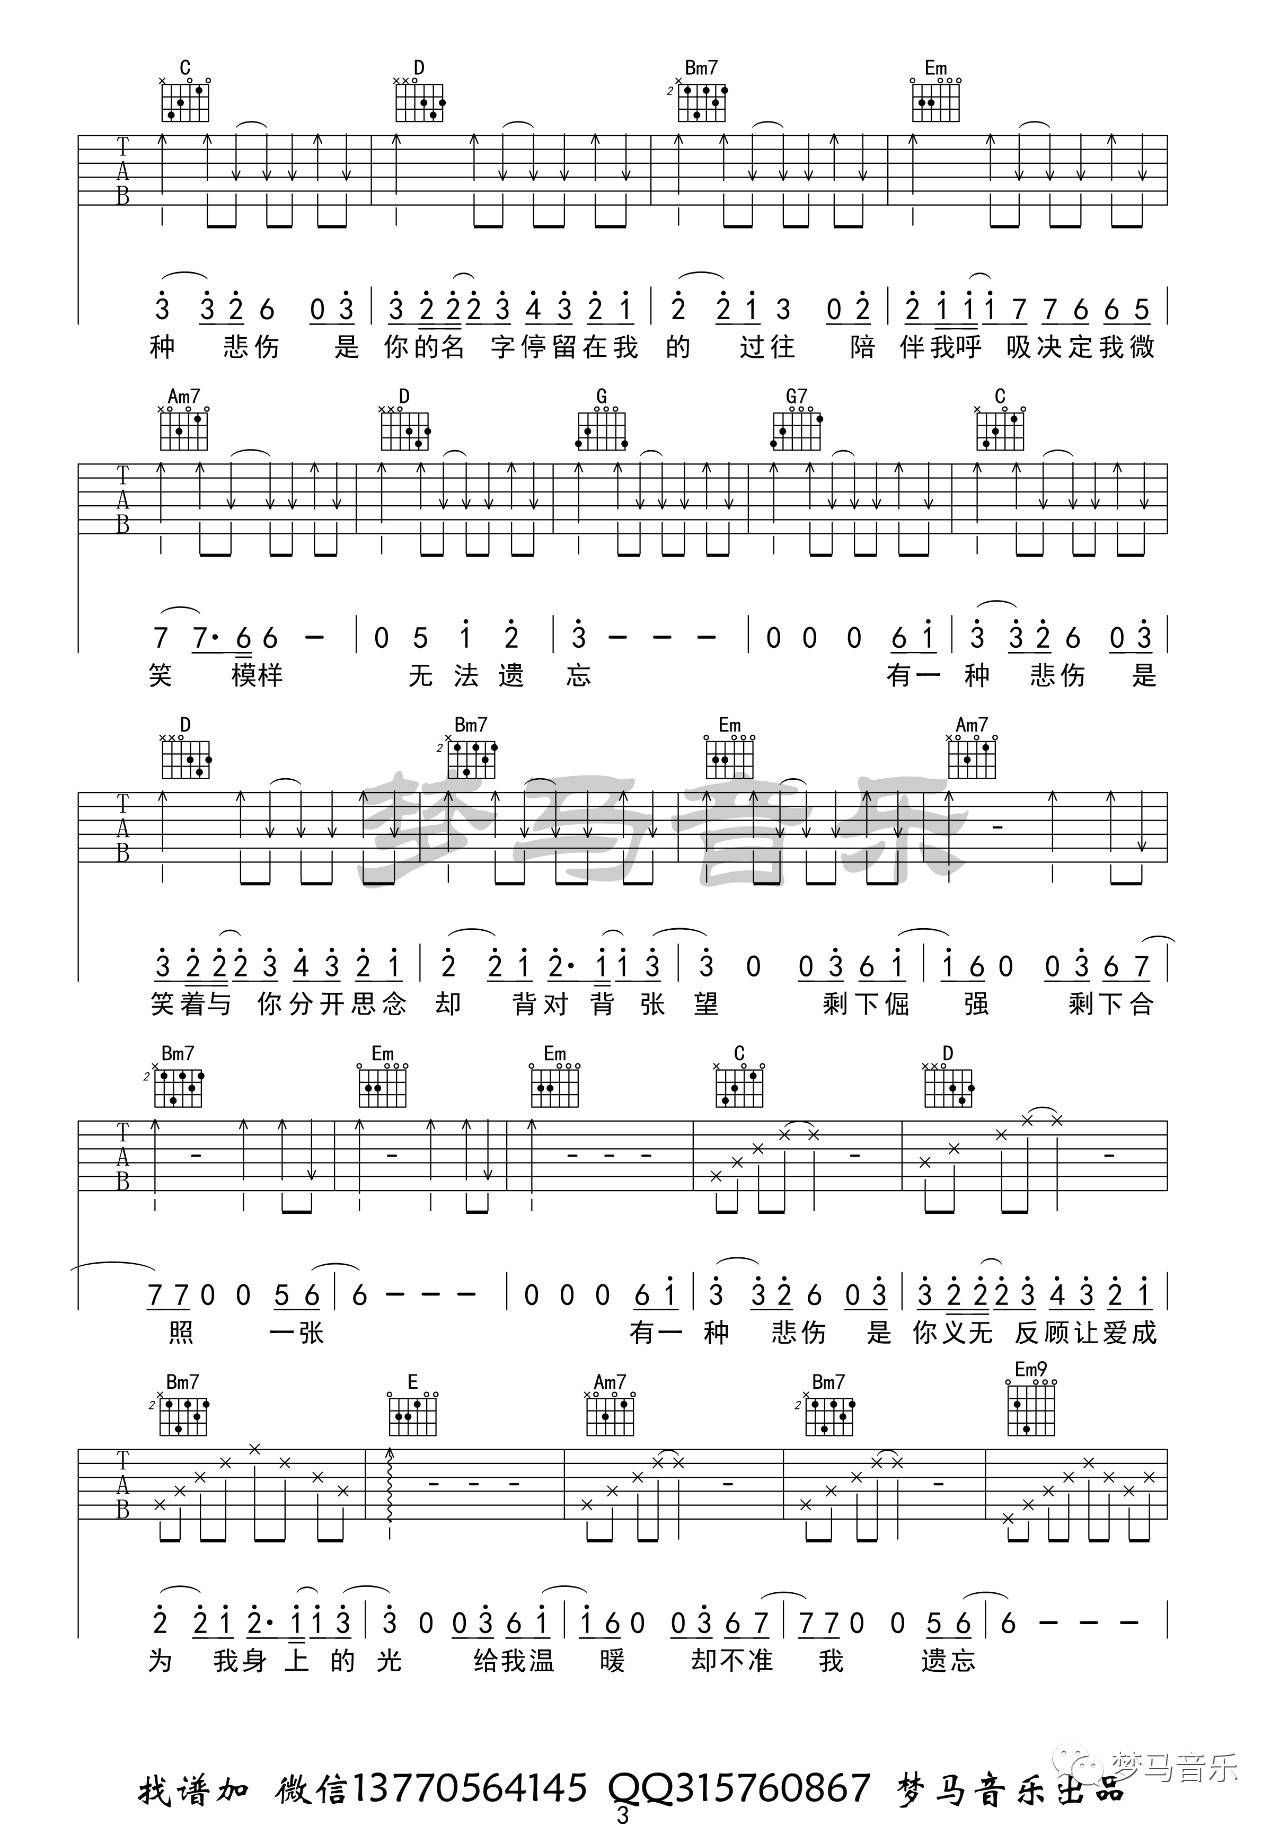 C D Bm7 Em
2
T A B
3 3 2 6 0 3 3 2 2 2 3 4 3 2 1 2 2 1 3 0 2 2 1 1 1 7 7 6 6 5
种 悲伤 是 你的名 字停留在我 的 过往 陪 伴我呼 吸决定我微
Am7 D G G7 C
T A B
7 7· 6 6 - 0 5 1 2 3 - - - 0 0 0 6 1 3 3 2 6 0 3
笑 模样 无法遗 忘 有一 种 悲伤 是
D Bm7 Em Am7
2
T A B
3 2 2 2 3 4 3 2 1 2 2 1 2· 1 1 3 3 0 0 3 6 1 1 6 0 0 3 6 7
笑着与 你分开思念 却 背对 背 张 望 剩下倔 强 剩下合
Bm7 Em Em C D
2
T A B
7 7 0 0 5 6 6 - - - 0 0 0 6 1 3 3 2 6 0 3 3 2 2 2 3 4 3 2 1
照 一张 有一 种 悲伤 是 你义无 反顾让爱成
Bm7 E Am7 Bm7 Em9
2 2
T A B
2 2 1 2· 1 1 3 3 0 0 3 6 1 1 6 0 0 3 6 7 7 7 0 0 5 6 6 - - -
为 我身 上 的 光 给我温 暖 却不准 我 遗忘
梦马音乐
梦马音乐
找谱加 微信13770564145 QQ315760867 梦马音乐出品
3